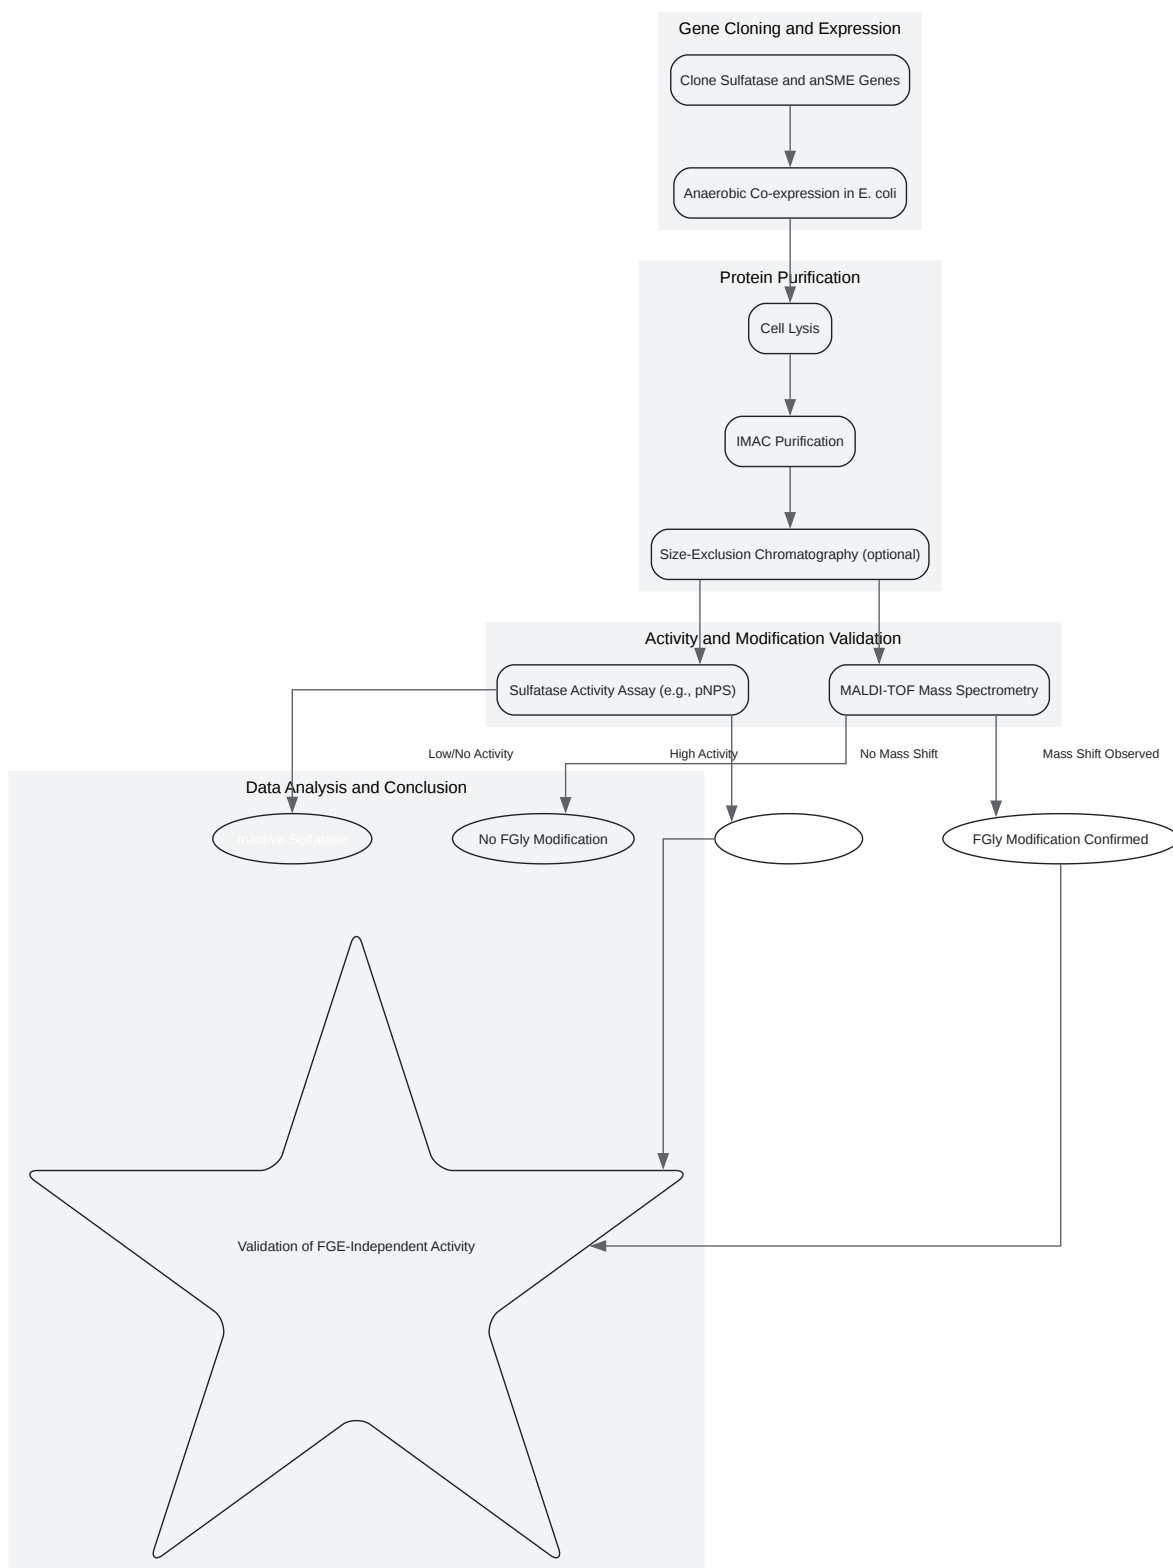 Gene Cloning and Expression
Clone Sulfatase and anSME Genes
Anaerobic Co-expression in E. coli
Protein Purification
Cell Lysis
IMAC Purification
Size-Exclusion Chromatography (optional)
Activity and Modification Validation
Sulfatase Activity Assay (e.g., pNPS)
MALDI-TOF Mass Spectrometry
Low/No Activity
High Activity
No Mass Shift
Mass Shift Observed
Data Analysis and Conclusion
Inactive Sulfatase
No FGly Modification
FGly Modification Confirmed
Validation of FGE-Independent Activity